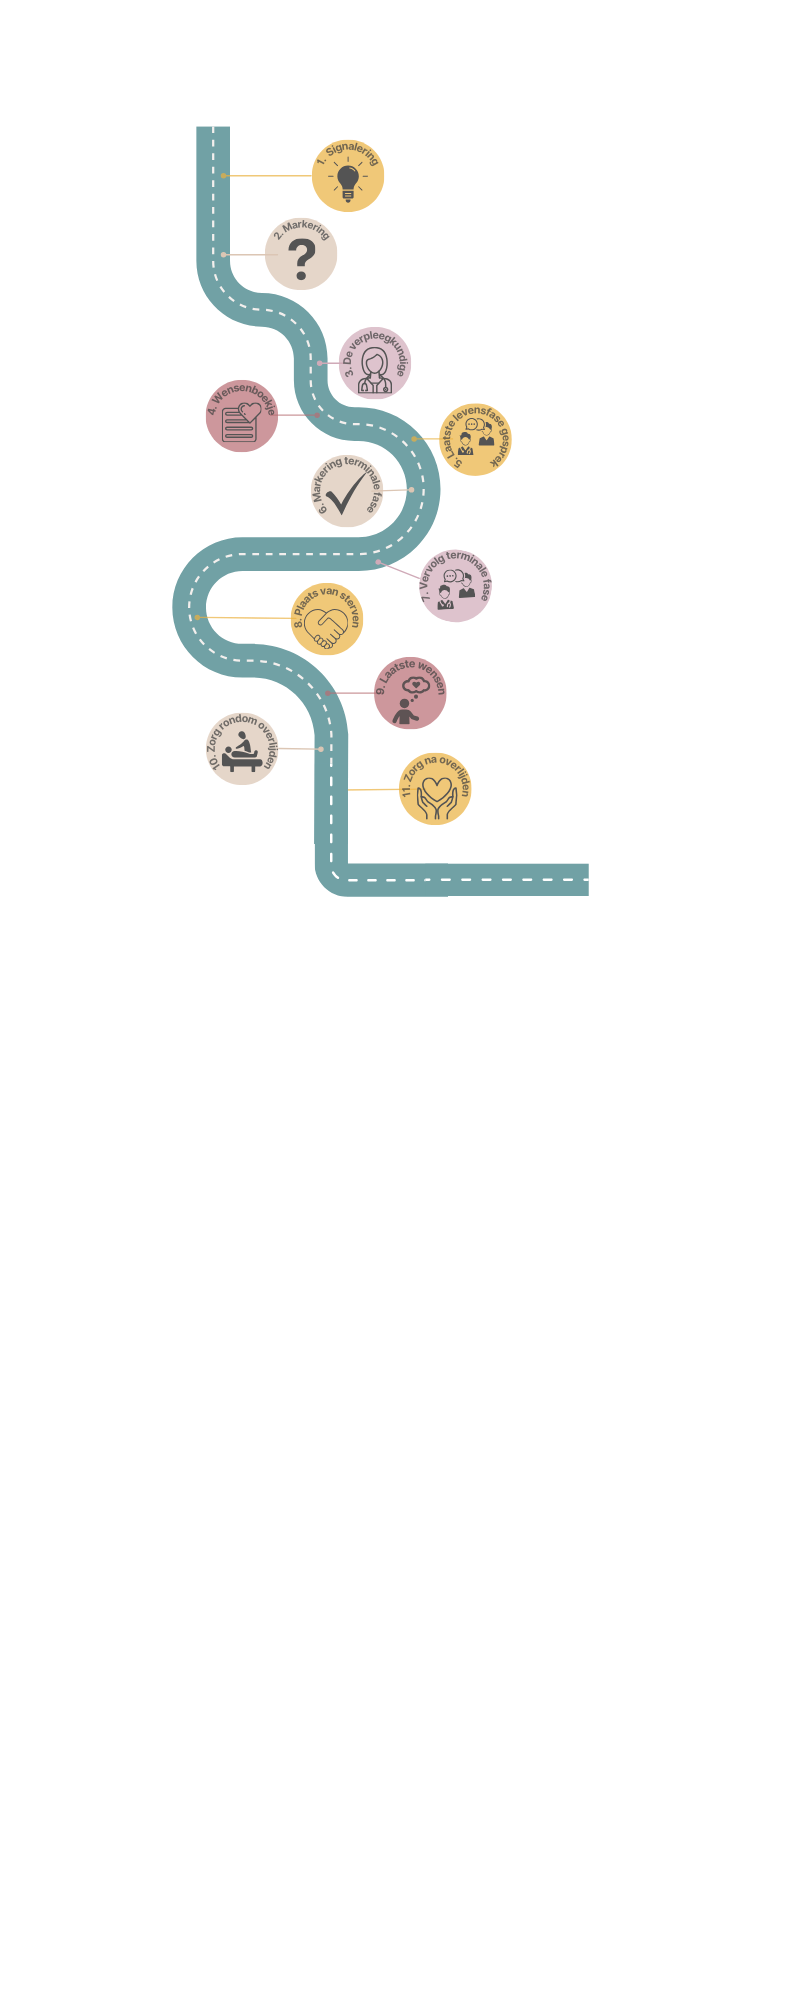 1. Signalering
2. Markering
3. De verpleegkundige
4. Wensenboekje
5. Laatste levensfase gesprek
6. Markering terminale fase
7. Vervolg terminale fase
8. Plaats van sterven
9. Laatste wensen
10. Zorg rondom overlijden
11. Zorg na overlijden